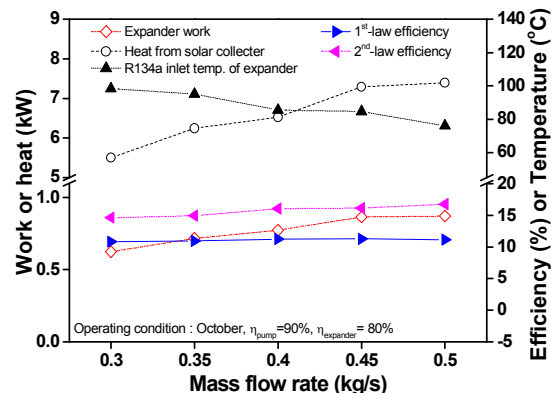 Expander work
Heat from solar collecter
R134a inlet temp. of expander
1st-law efficiency
2nd-law efficiency
Work or heat (kW)
9
8
7
6
5
1.0
0.5
0.0
Efficiency (%) or Temperature (°C)
140
120
100
80
60
20
15
10
5
0
-5
Operating condition : October, ηpump=90%, ηexpander= 80%
0.3 0.35 0.4 0.45 0.5
Mass flow rate (kg/s)